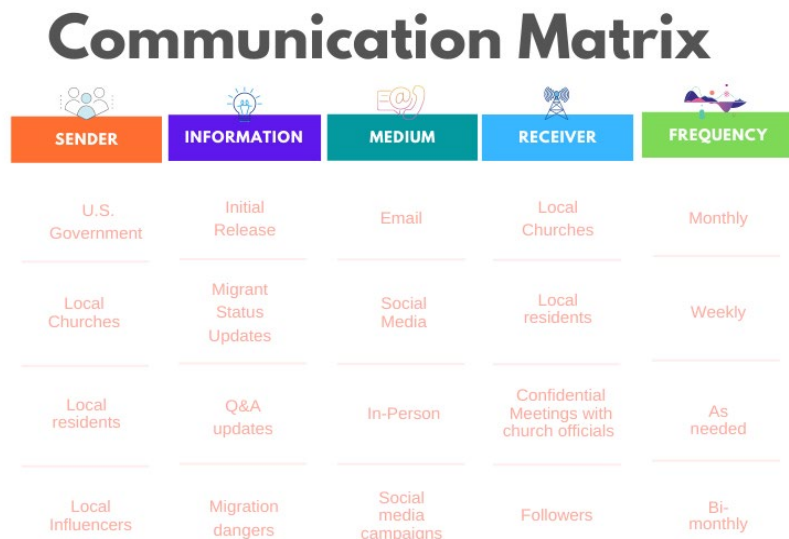 Communication Matrix
SENDER
INFORMATION
MEDIUM
RECEIVER
FREQUENCY
U.S.
Government
Initial
Release
Email
Local
Churches
Monthly
Local
Churches
Migrant
Status
Updates
Social
Media
Local
residents
Weekly
Local
residents
Q&A
updates
In-Person
Confidential
Meetings with
church officials
As
needed
Local
Influencers
Migration
dangers
Social
media
campaigns
Followers
Bi-
monthly